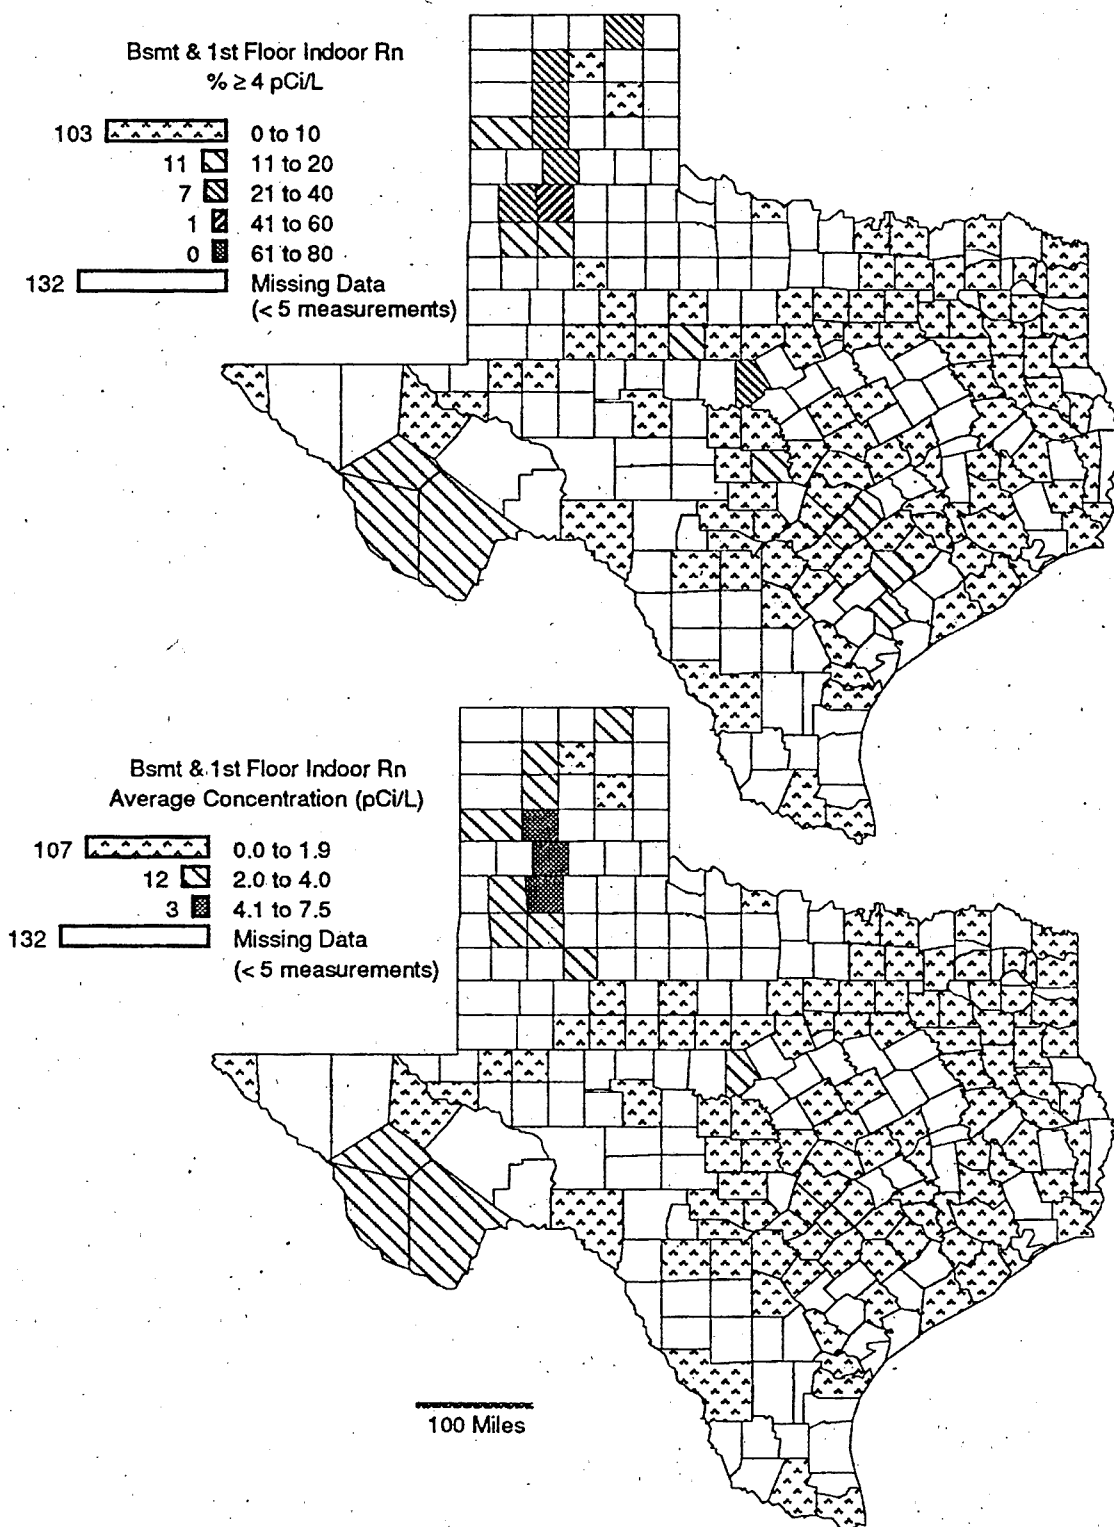 Bsmt & 1st Floor Indoor Rn
% ≥ 4 pCi/L
103 0 to 10
11 11 to 20
7 21 to 40
1 41 to 60
0 61 to 80
132 Missing Data
(< 5 measurements)
Bsmt & 1st Floor Indoor Rn
Average Concentration (pCi/L)
107 0.0 to 1.9
12 2.0 to 4.0
3 4.1 to 7.5
132 Missing Data
(< 5 measurements)
100 Miles